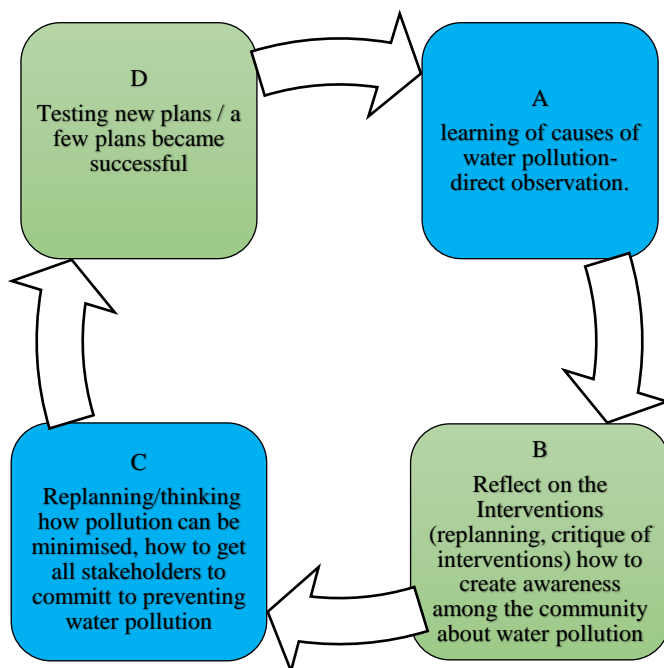 D
Testing new plans / a
few plans became
successful
A
learning of causes of
water pollution-
direct observation.
B
Reflect on the
Interventions
(replanning, critique of
interventions) how to
create awareness
among the community
about water pollution
C
Replanning/thinking
how pollution can be
minimised, how to get
all stakeholders to
committ to preventing
water pollution